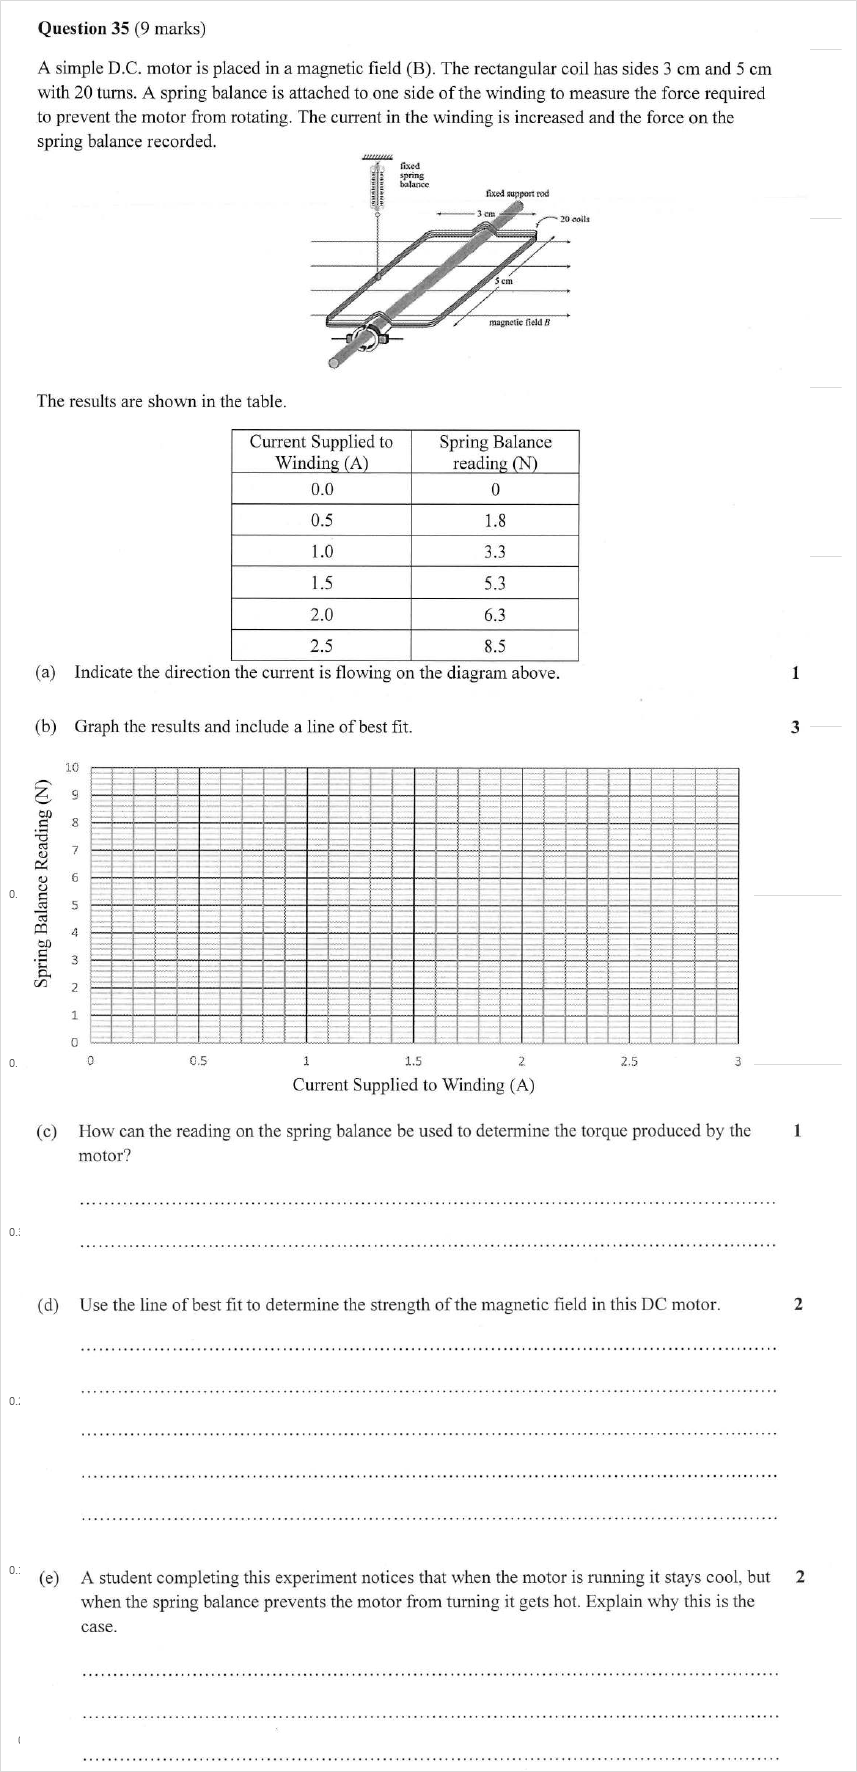 Question 35 (9 marks)
A simple D.C. motor is placed in a magnetic field (B). The rectangular coil has sides 3 cm and 5 cm
with 20 turns. A spring balance is attached to one side of the winding to measure the force required
to prevent the motor from rotating. The current in the winding is increased and the force on the
spring balance recorded.
fixed
spring
balance
fixed support rod
3 cm
20 coils
5 cm
magnetic field B
The results are shown in the table.
Current Supplied to Winding (A) Spring Balance reading (N)
0.0 0
0.5 1.8
1.0 3.3
1.5 5.3
2.0 6.3
2.5 8.5
(a) Indicate the direction the current is flowing on the diagram above. 1
(b) Graph the results and include a line of best fit. 3
Spring Balance Reading (N)
10
9
8
7
6
5
4
3
2
1
0
0 0.5 1 1.5 2 2.5 3
Current Supplied to Winding (A)
(c) How can the reading on the spring balance be used to determine the torque produced by the 1
motor?
(d) Use the line of best fit to determine the strength of the magnetic field in this DC motor. 2
(e) A student completing this experiment notices that when the motor is running it stays cool, but 2
when the spring balance prevents the motor from turning it gets hot. Explain why this is the
case.